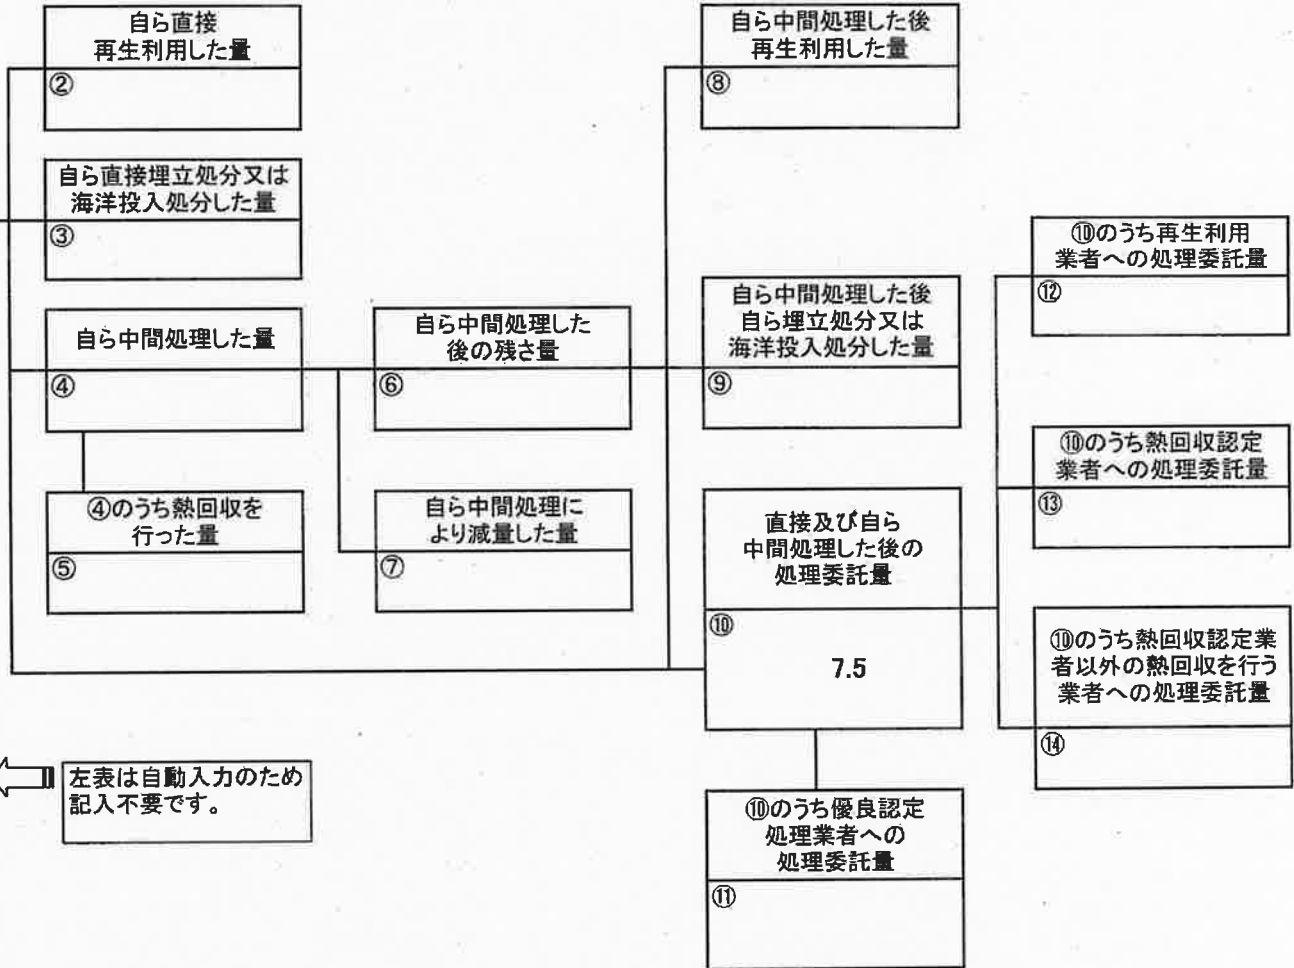 自ら直接
再生利用した量
②
自ら中間処理した後
再生利用した量
⑧
自ら直接埋立処分又は
海洋投入処分した量
③
⑩のうち再生利用
業者への処理委託量
⑫
自ら中間処理した量
④
自ら中間処理した
後の残さ量
⑥
自ら中間処理した後
自ら埋立処分又は
海洋投入処分した量
⑨
⑩のうち熱回収認定
業者への処理委託量
⑬
④のうち熱回収を
行った量
⑤
自ら中間処理に
より減量した量
⑦
直接及び自ら
中間処理した後の
処理委託量
⑩
7.5
⑩のうち熱回収認定業
者以外の熱回収を行う
業者への処理委託量
⑭
左表は自動入力のため
記入不要です。
⑩のうち優良認定
処理業者への
処理委託量
⑪